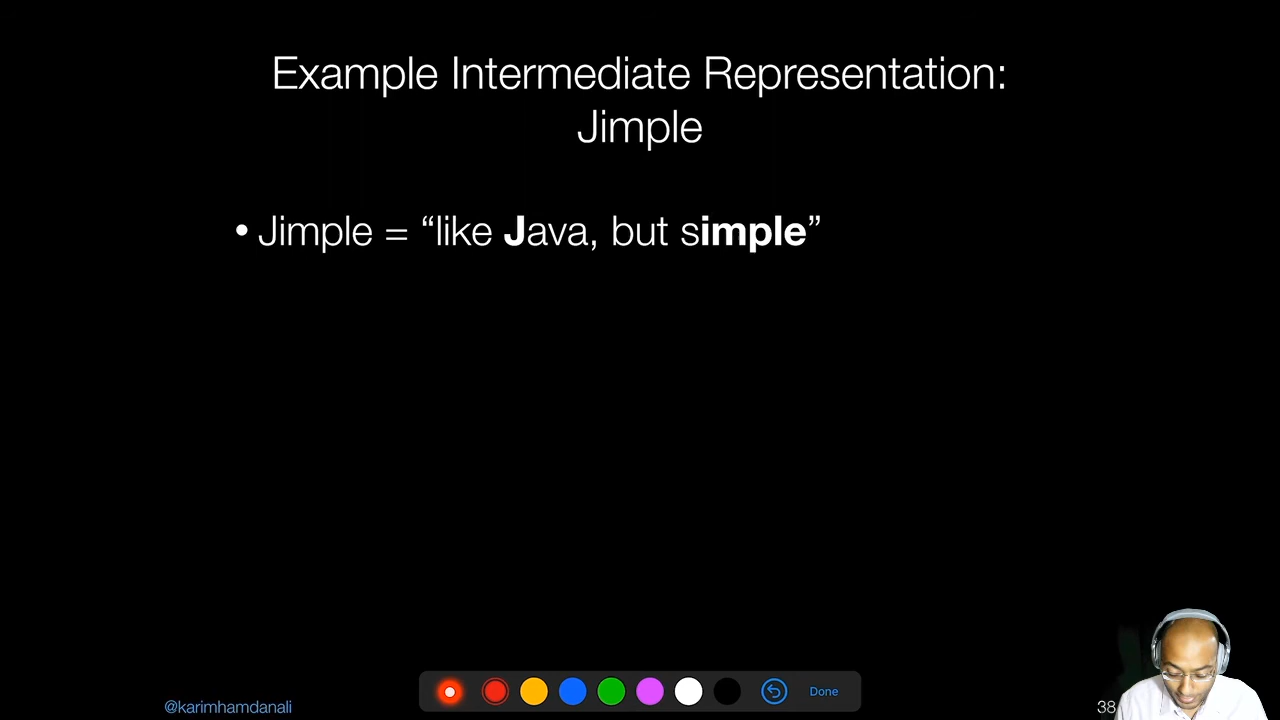 Example Intermediate Representation:
Jimple
• Jimple = “like Java, but simple”
@karimhamdanali
38
Done